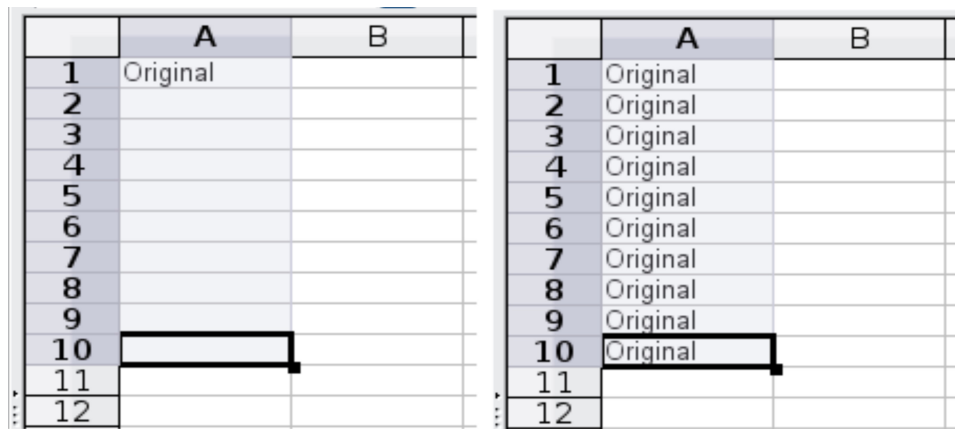 A B
1 Original
2
3
4
5
6
7
8
9
10
11
12
A B
1 Original
2 Original
3 Original
4 Original
5 Original
6 Original
7 Original
8 Original
9 Original
10 Original
11
12